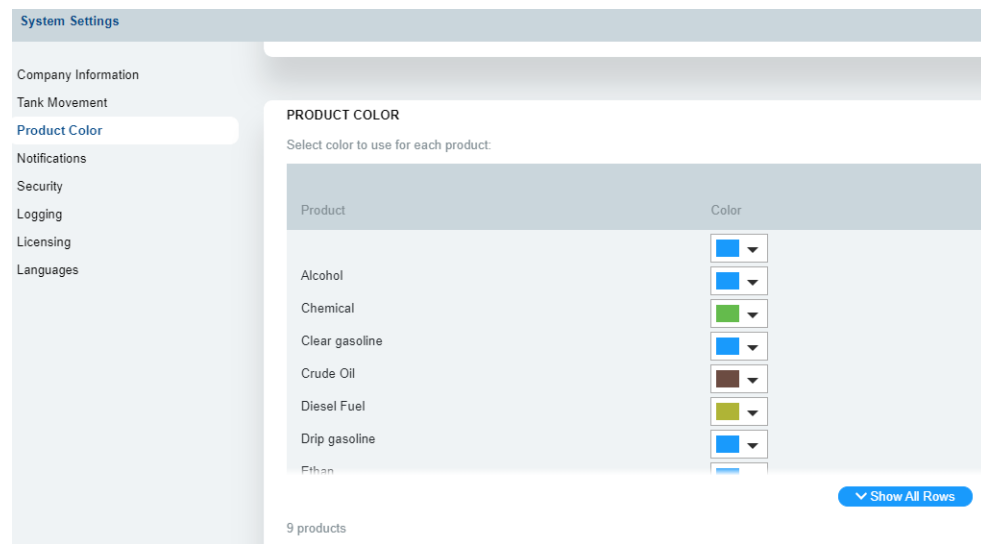 System Settings
Company Information
Tank Movement
Product Color
Notifications
Security
Logging
Licensing
Languages
PRODUCT COLOR
Select color to use for each product:
Product Color
Alcohol
Chemical
Clear gasoline
Crude Oil
Diesel Fuel
Drip gasoline
Ethan
Show All Rows
9 products